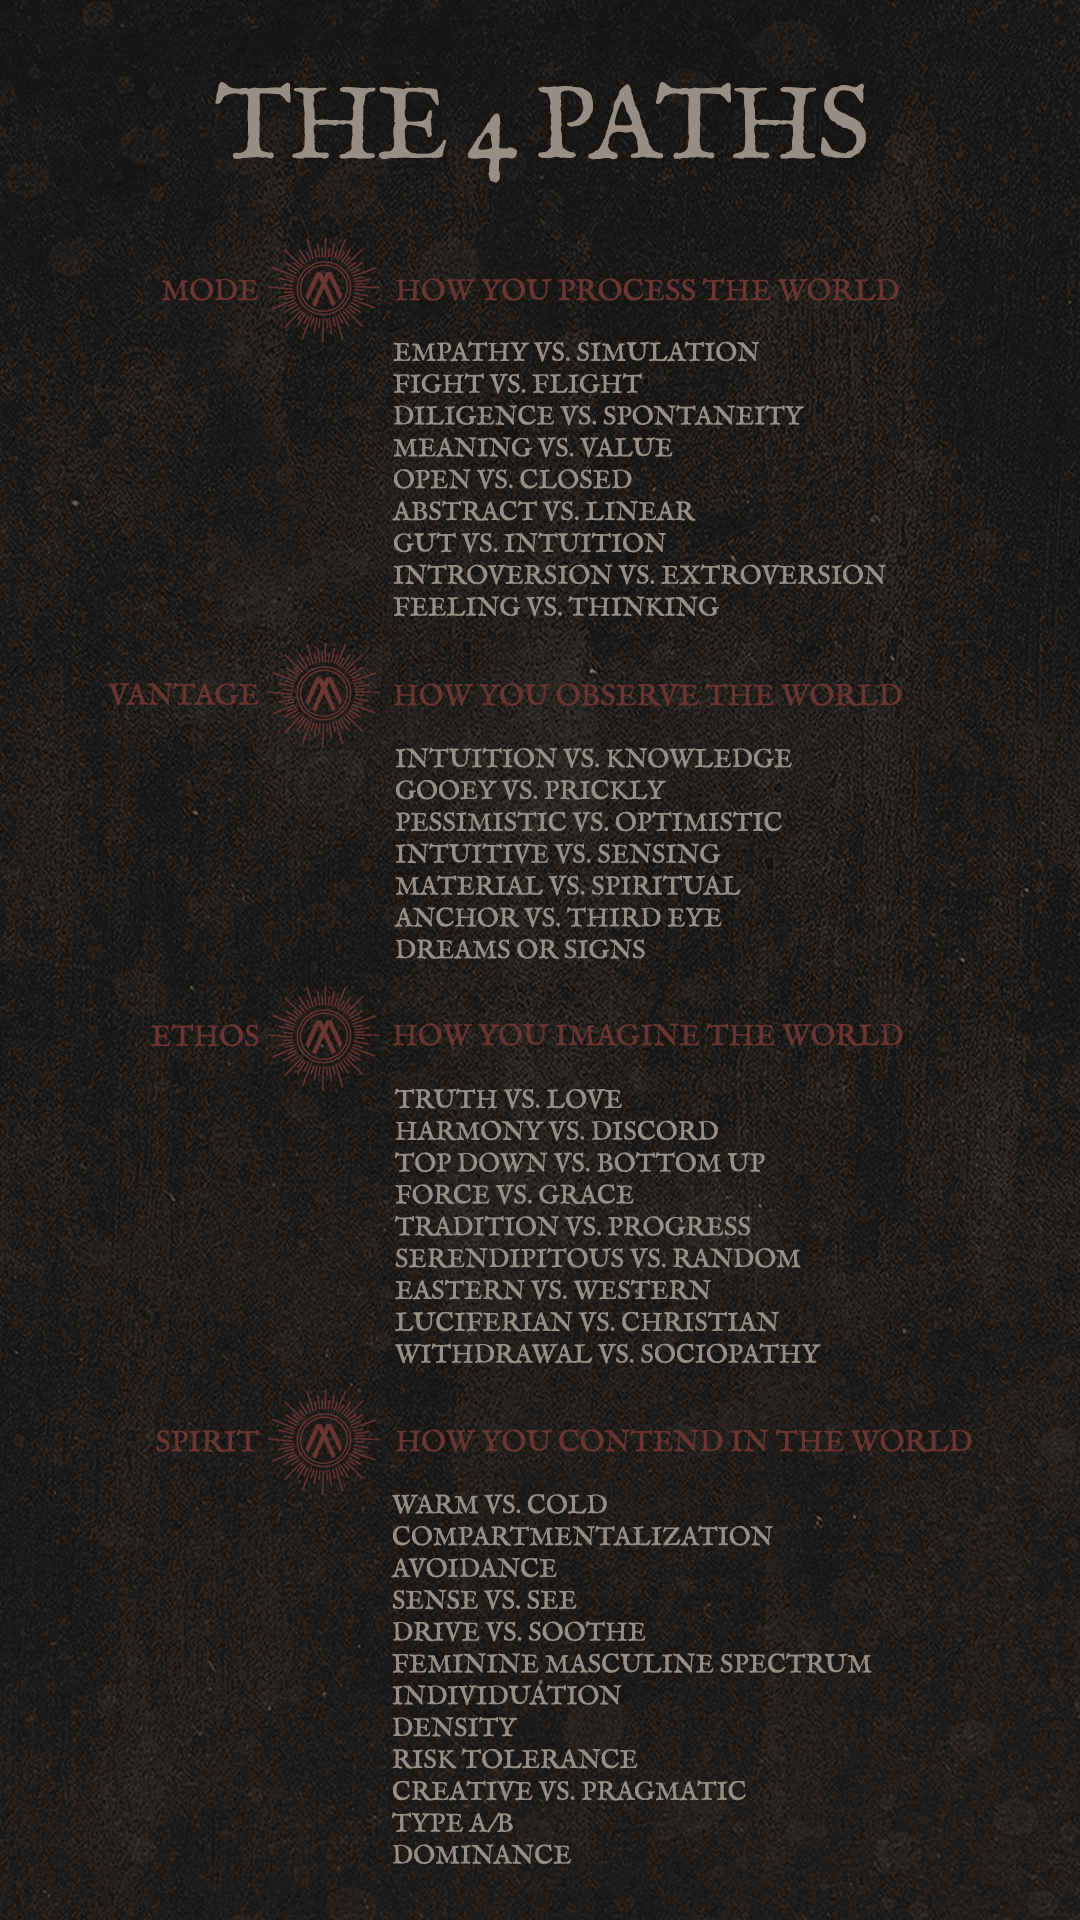 THE 4 PATHS
MODE HOW YOU PROCESS THE WORLD
EMPATHY VS. SIMULATION
FIGHT VS. FLIGHT
DILIGENCE VS. SPONTANEITY
MEANING VS. VALUE
OPEN VS. CLOSED
ABSTRACT VS. LINEAR
GUT VS. INTUITION
INTROVERSION VS. EXTROVERSION
FEELING VS. THINKING
VANTAGE HOW YOU OBSERVE THE WORLD
INTUITION VS. KNOWLEDGE
GOOEY VS. PRICKLY
PESSIMISTIC VS. OPTIMISTIC
INTUITIVE VS. SENSING
MATERIAL VS. SPIRITUAL
ANCHOR VS. THIRD EYE
DREAMS OR SIGNS
ETHOS HOW YOU IMAGINE THE WORLD
TRUTH VS. LOVE
HARMONY VS. DISCORD
TOP DOWN VS. BOTTOM UP
FORCE VS. GRACE
TRADITION VS. PROGRESS
SERENDIPITOUS VS. RANDOM
EASTERN VS. WESTERN
LUCIFERIAN VS. CHRISTIAN
WITHDRAWAL VS. SOCIOPATHY
SPIRIT HOW YOU CONTEND IN THE WORLD
WARM VS. COLD
COMPARTMENTALIZATION
AVOIDANCE
SENSE VS. SEE
DRIVE VS. SOOTHE
FEMININE MASCULINE SPECTRUM
INDIVIDUATION
DENSITY
RISK TOLERANCE
CREATIVE VS. PRAGMATIC
TYPE A/B
DOMINANCE